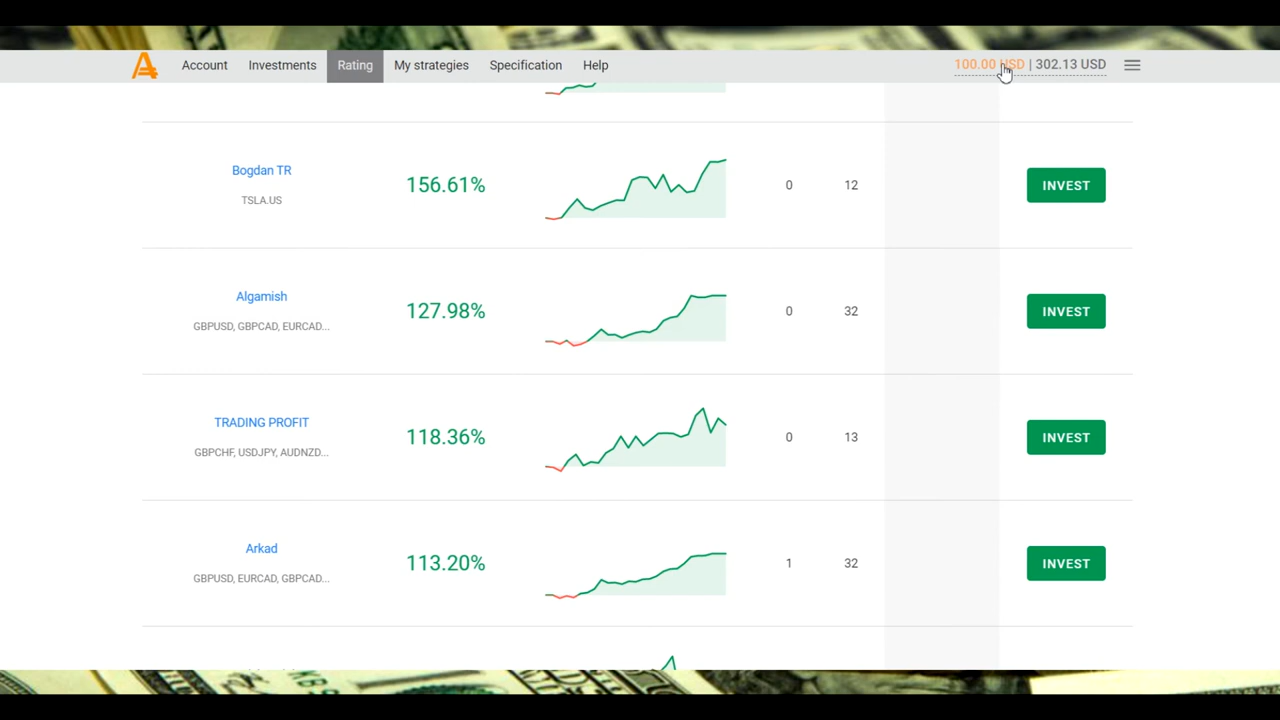 Account Investments Rating My strategies Specification Help 100.00 USD | 302.13 USD
Bogdan TR
TSLA.US
156.61% 0 12 INVEST
Algamish
GBPUSD, GBPCAD, EURCAD...
127.98% 0 32 INVEST
TRADING PROFIT
GBPCHF, USDJPY, AUDNZD...
118.36% 0 13 INVEST
Arkad
GBPUSD, EURCAD, GBPCAD...
113.20% 1 32 INVEST